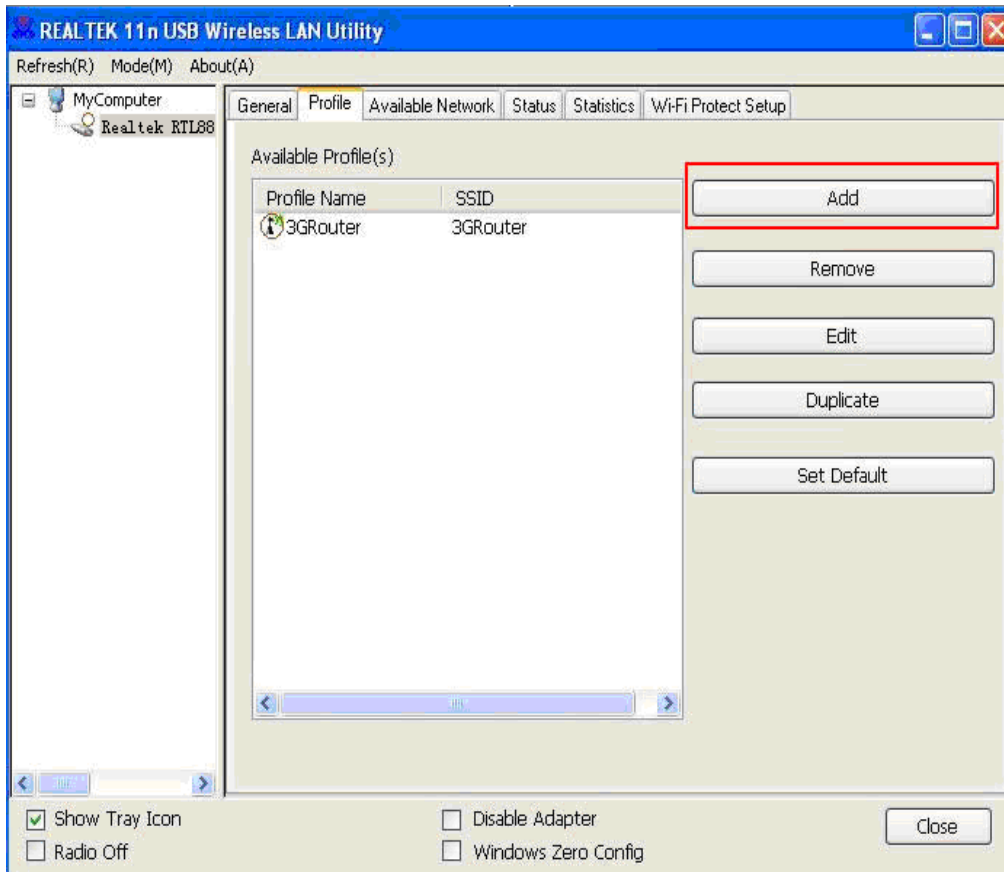 REALTEK 11n USB Wireless LAN Utility
Refresh(R) Mode(M) About(A)
MyComputer
Realtek RTL88
General Profile Available Network Status Statistics Wi-Fi Protect Setup
Available Profile(s)
Profile Name SSID
3GRouter 3GRouter
Add
Remove
Edit
Duplicate
Set Default
Show Tray Icon
Radio Off
Disable Adapter
Windows Zero Config
Close